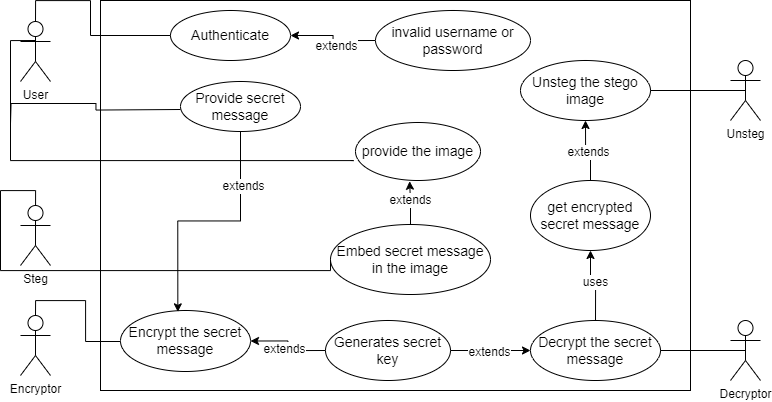 Authenticate
extends
invalid username or
password
User
Provide secret
message
Unsteg the stego
image
Unsteg
provide the image
extends
extends
extends
get encrypted
secret message
Steg
Embed secret message
in the image
uses
Encryptor
Encrypt the secret
message
extends
Generates secret
key
extends
Decrypt the secret
message
Decryptor